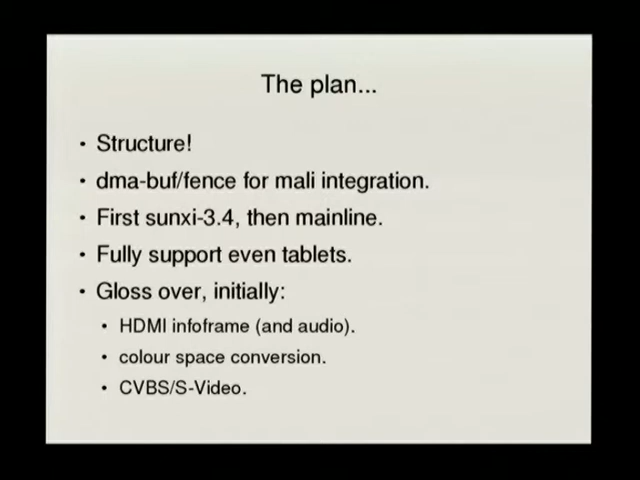 The plan...
• Structure!
• dma-buf/fence for mali integration.
• First sunxi-3.4, then mainline.
• Fully support even tablets.
• Gloss over, initially:
• HDMI infoframe (and audio).
• colour space conversion.
• CVBS/S-Video.